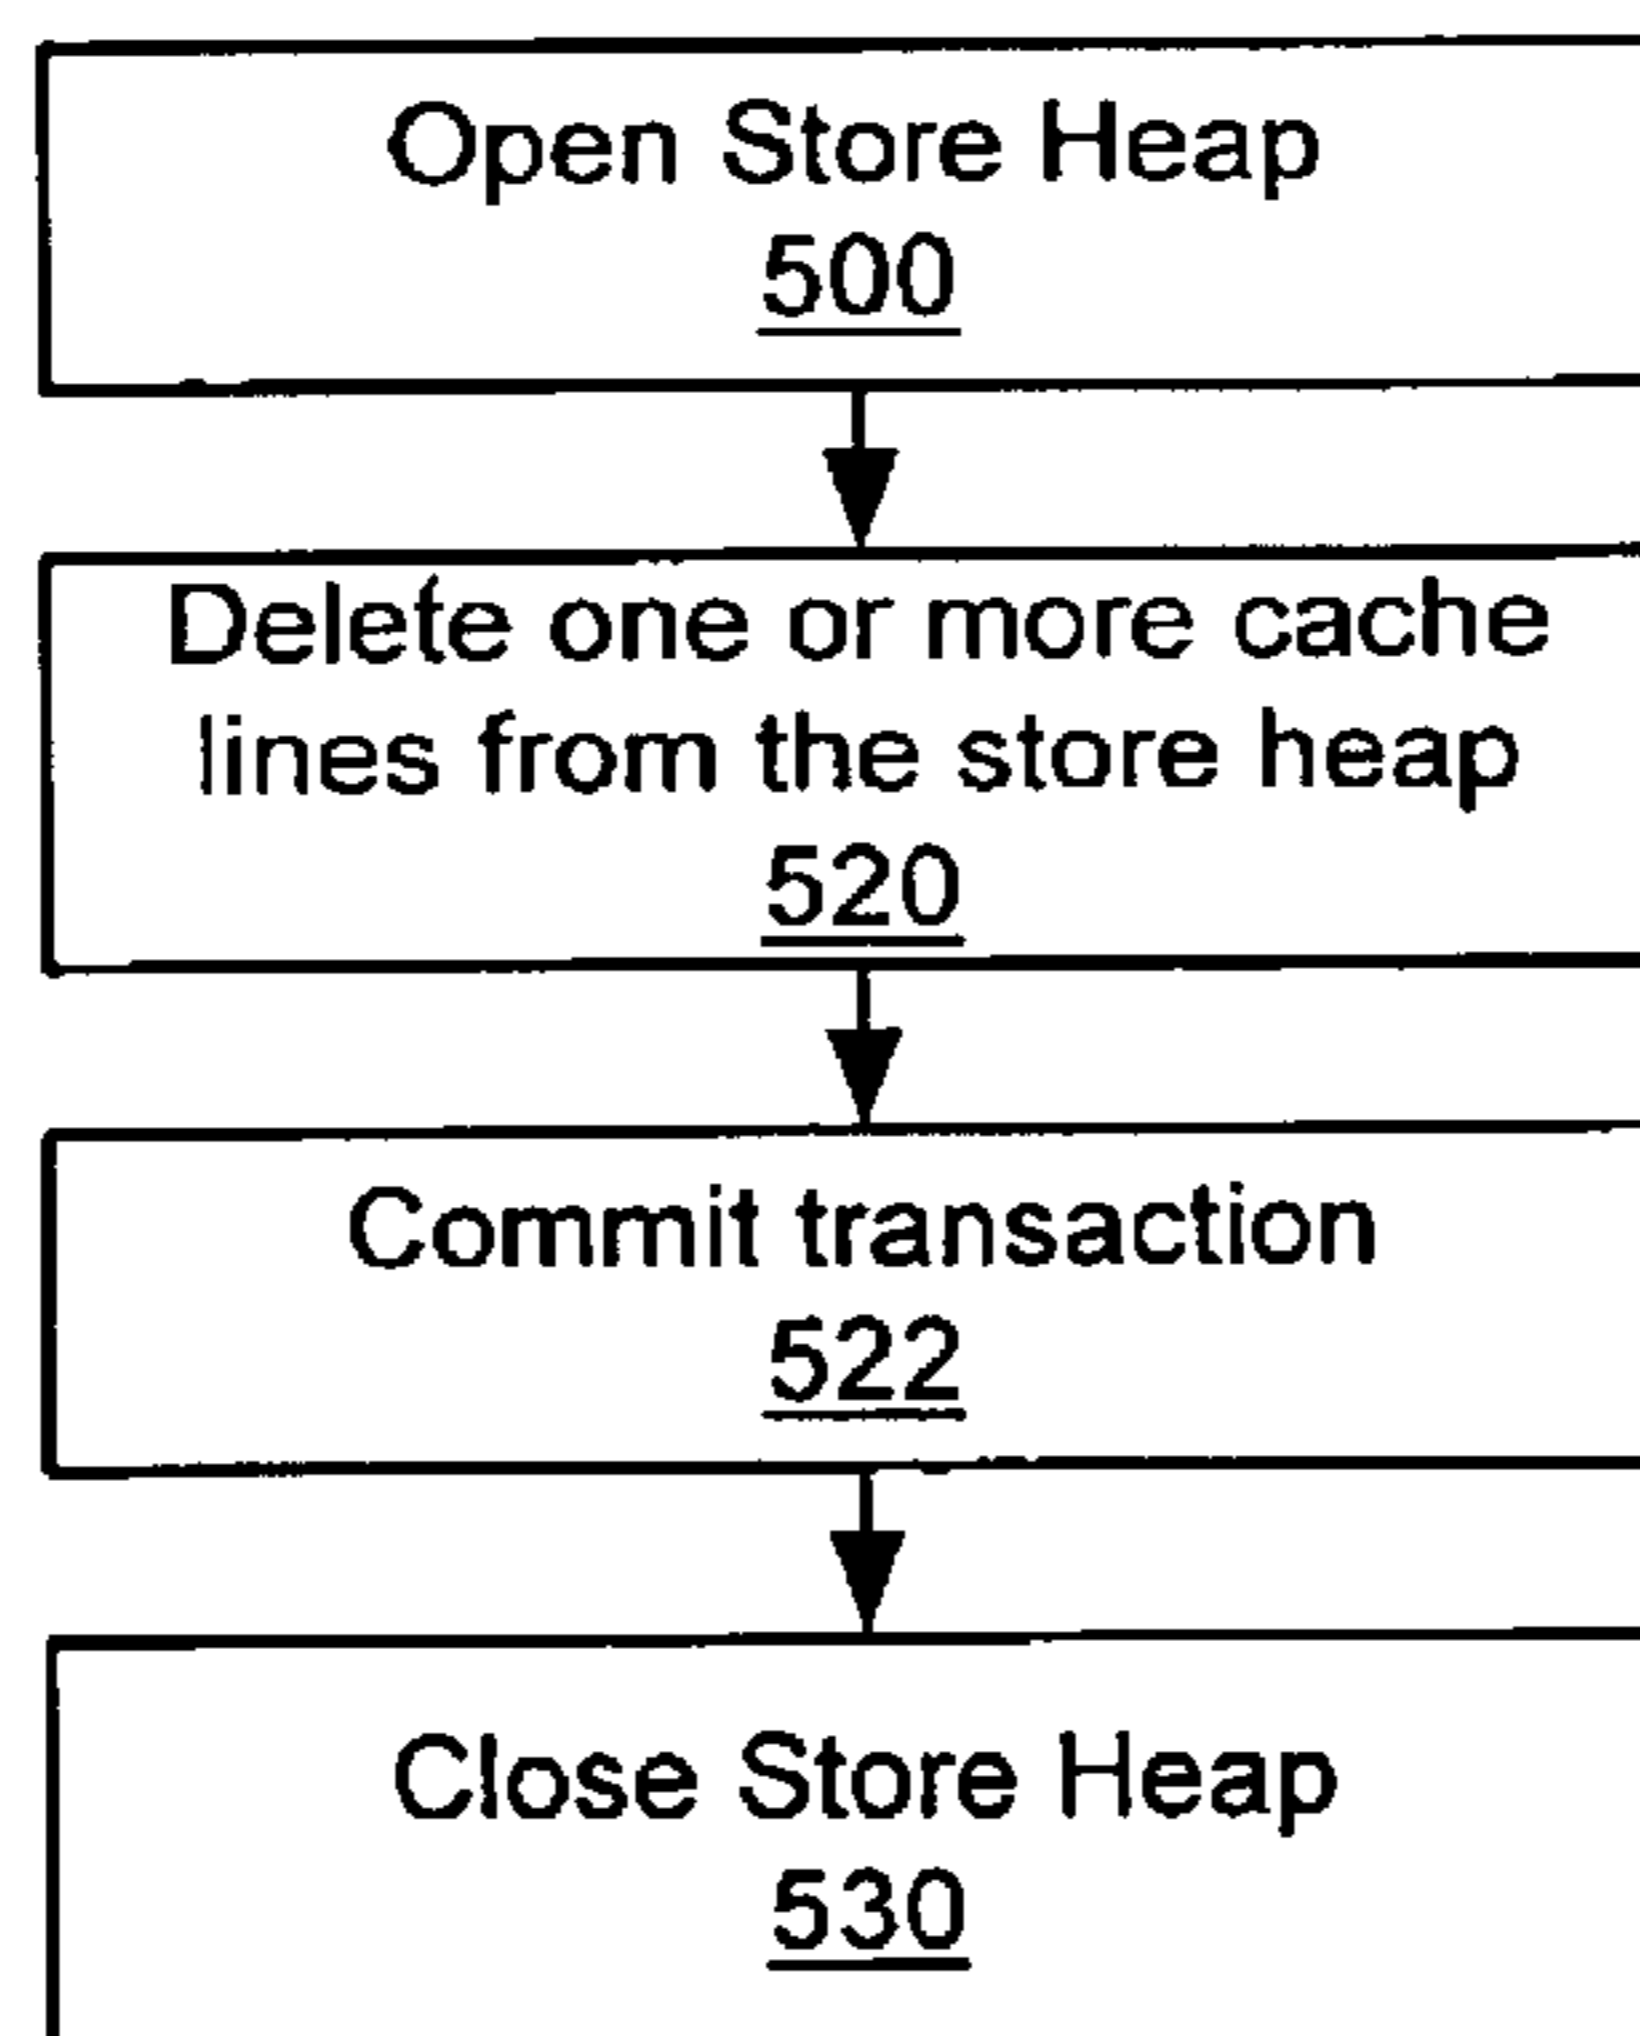 Open Store Heap
500
Delete one or more cache
lines from the store heap
520
Commit transaction
522
Close Store Heap
530